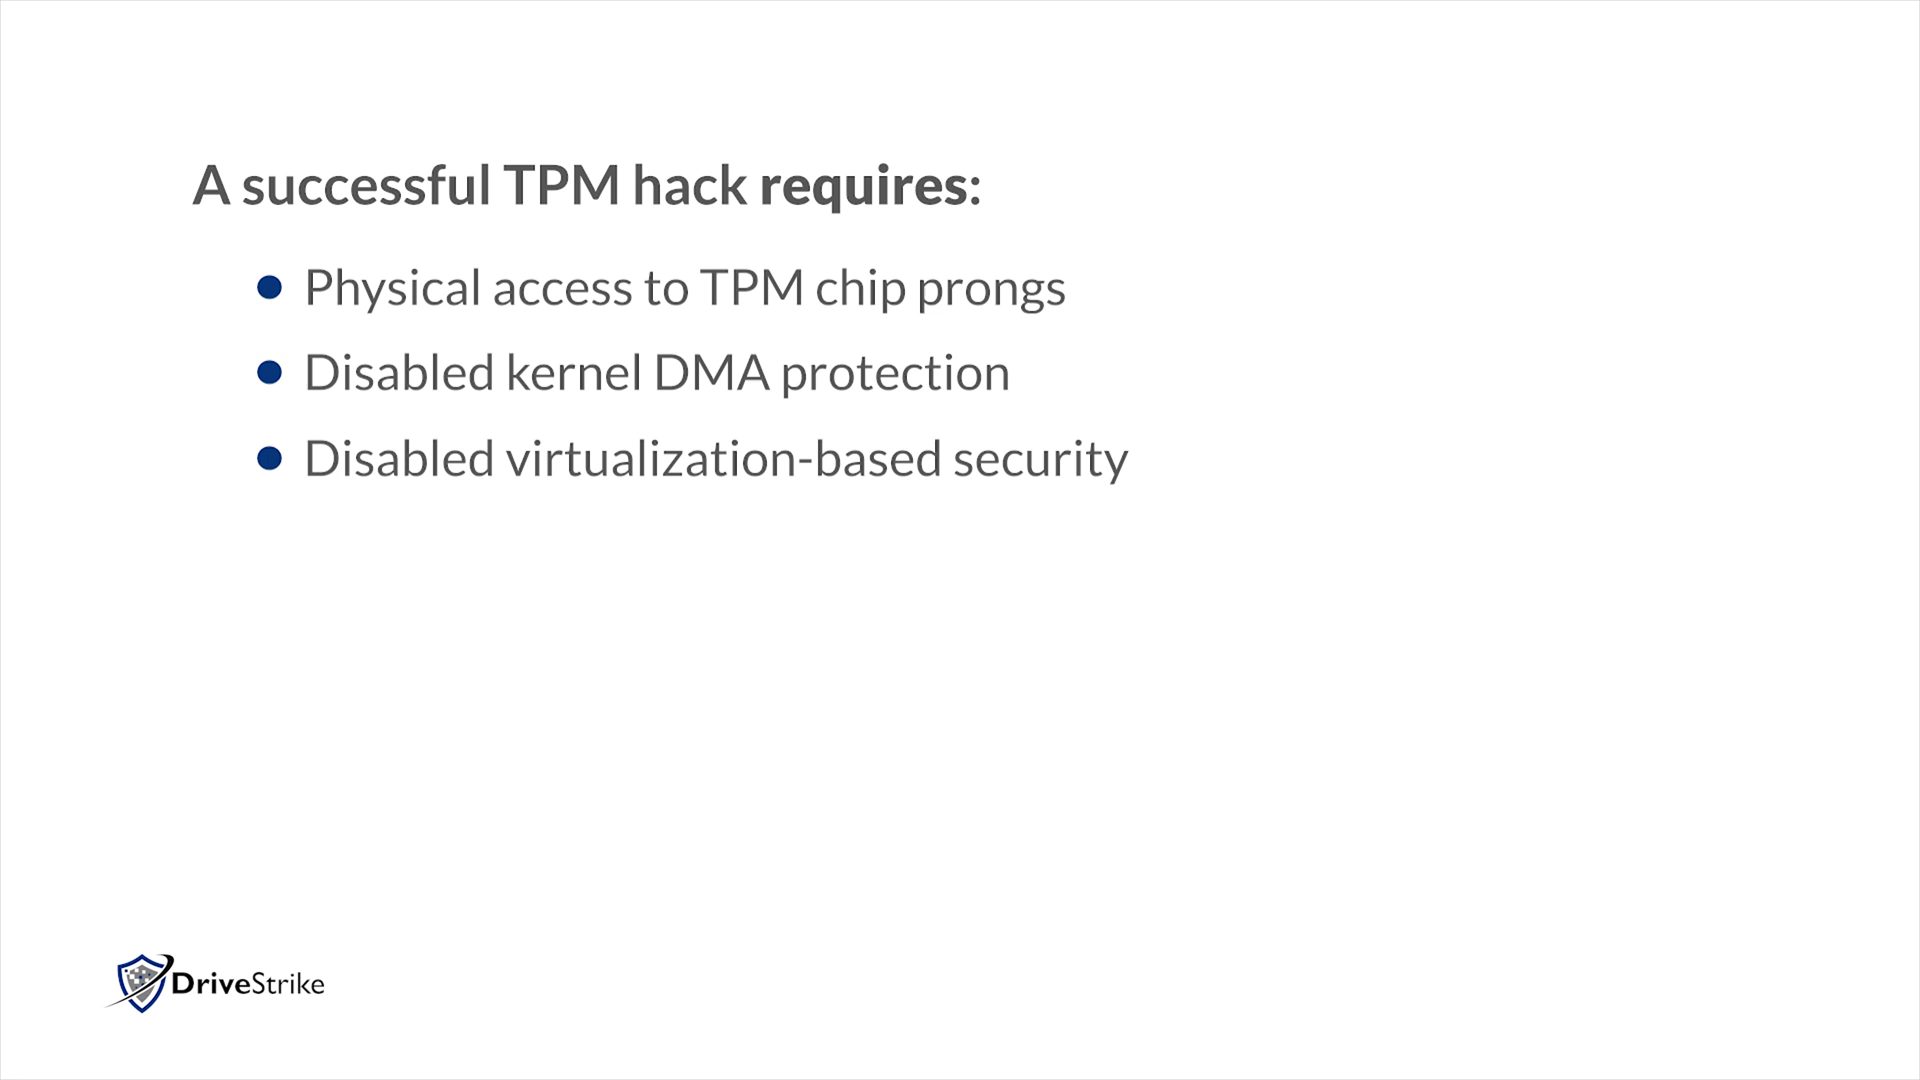 A successful TPM hack requires:
Physical access to TPM chip prongs
Disabled kernel DMA protection
Disabled virtualization-based security
DriveStrike